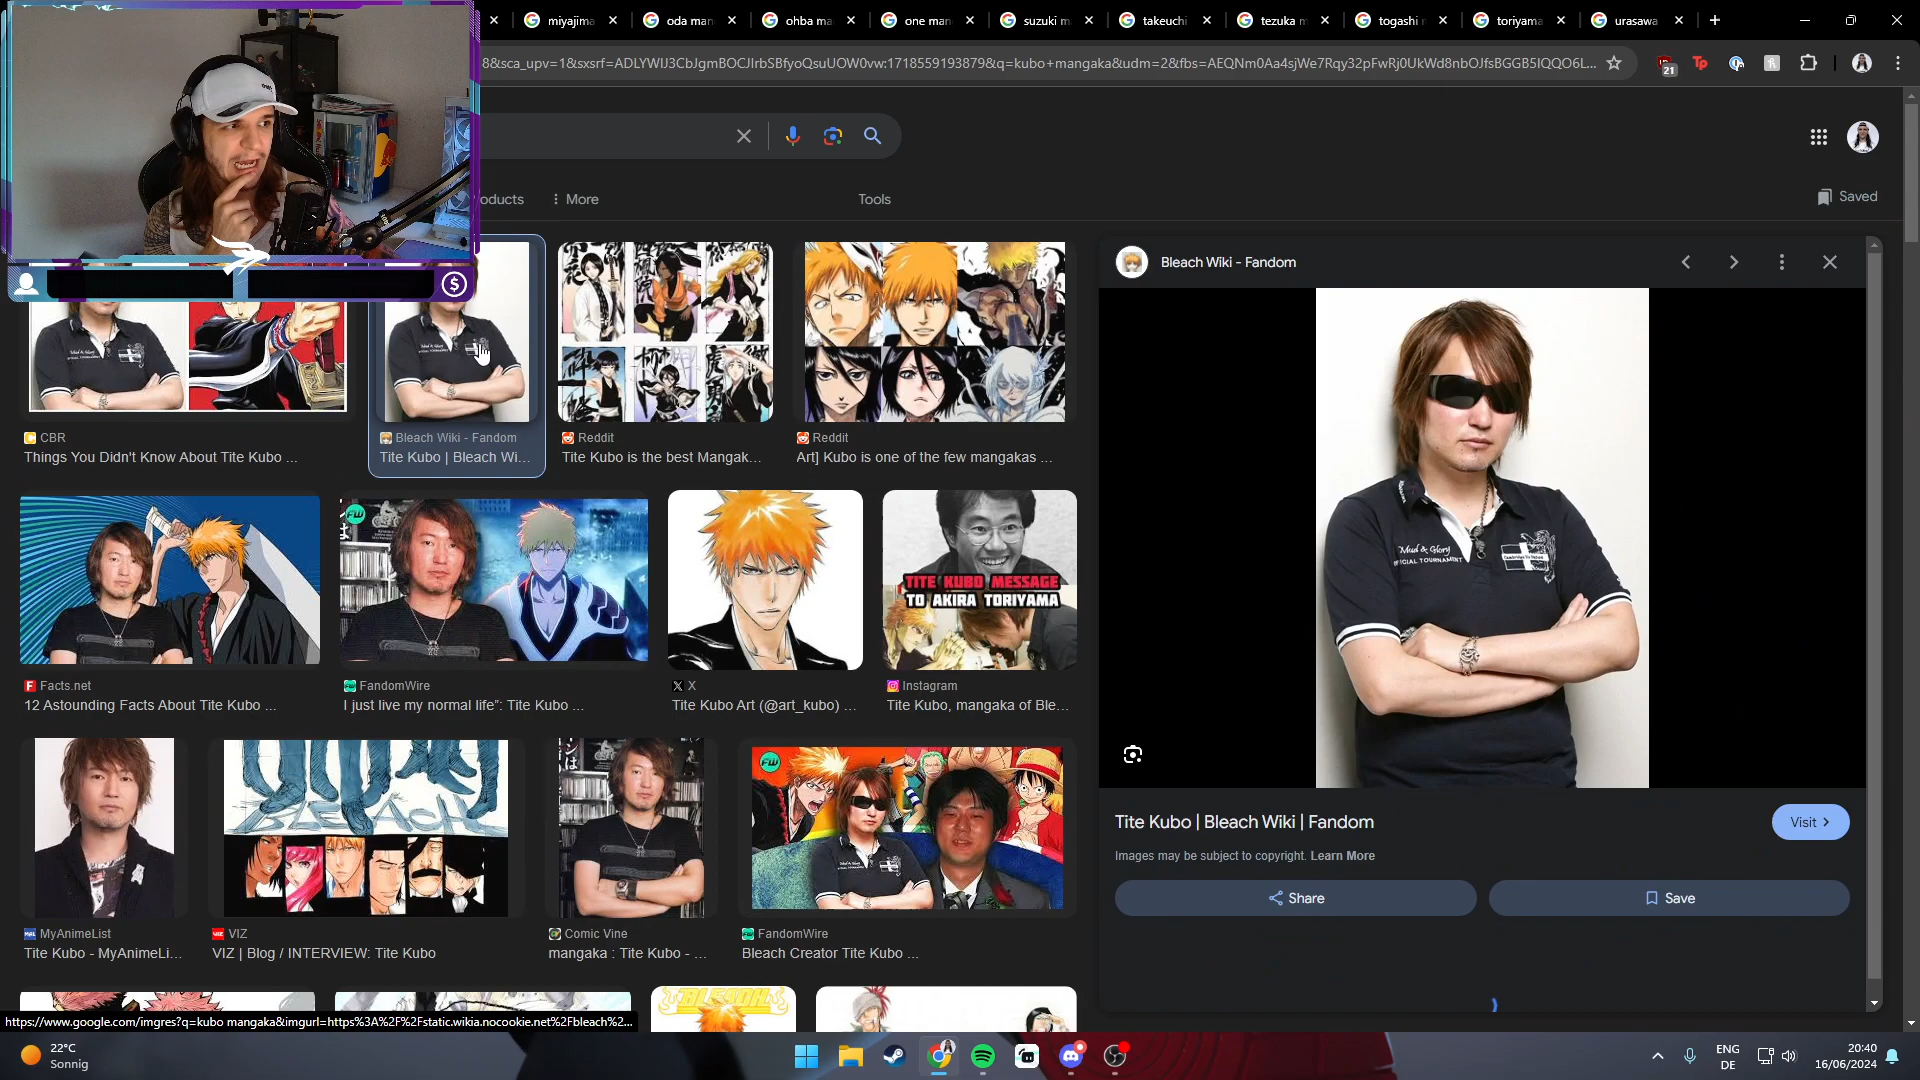 miyajima
oda man
ohba ma
one man
suzuki m
takeuchi
tezuka m
togashi r
toriyama
urasawa
8&sca_upv=1&sxsrf=ADLYWIJ3CbJgmBOCJIrbSBfyoQsuUOW0vw:1718559193879&q=kubo+mangaka&udm=2&fbs=AEQNm0Aa4sjWe7Rqy32pFwRj0UkWd8nbOJfsBGGB5IQQO6L...
21
oducts
More
Tools
Saved
Bleach Wiki - Fandom
CBR
Things You Didn't Know About Tite Kubo ...
Bleach Wiki - Fandom
Tite Kubo | Bleach Wi...
Reddit
Tite Kubo is the best Mangak...
Reddit
Art] Kubo is one of the few mangakas ...
Mud & Glory
OFFICIAL TOURNAMENT
TITE KUBO MESSAGE
TO AKIRA TORIYAMA
Facts.net
12 Astounding Facts About Tite Kubo ...
FandomWire
I just live my normal life": Tite Kubo ...
X
Tite Kubo Art (@art_kubo) ...
Instagram
Tite Kubo, mangaka of Ble...
BLEACH
MyAnimeList
Tite Kubo - MyAnimeLi...
VIZ
VIZ | Blog / INTERVIEW: Tite Kubo
Comic Vine
mangaka : Tite Kubo - ...
FandomWire
Bleach Creator Tite Kubo ...
Tite Kubo | Bleach Wiki | Fandom
Visit
Images may be subject to copyright. Learn More
Share
Save
BLEACH
https://www.google.com/imgres?q=kubo mangaka&imgurl=https%3A%2F%2Fstatic.wikia.nocookie.net%2Fbleach%2...
22°C
Sonnig
ENG
DE
20:40
16/06/2024